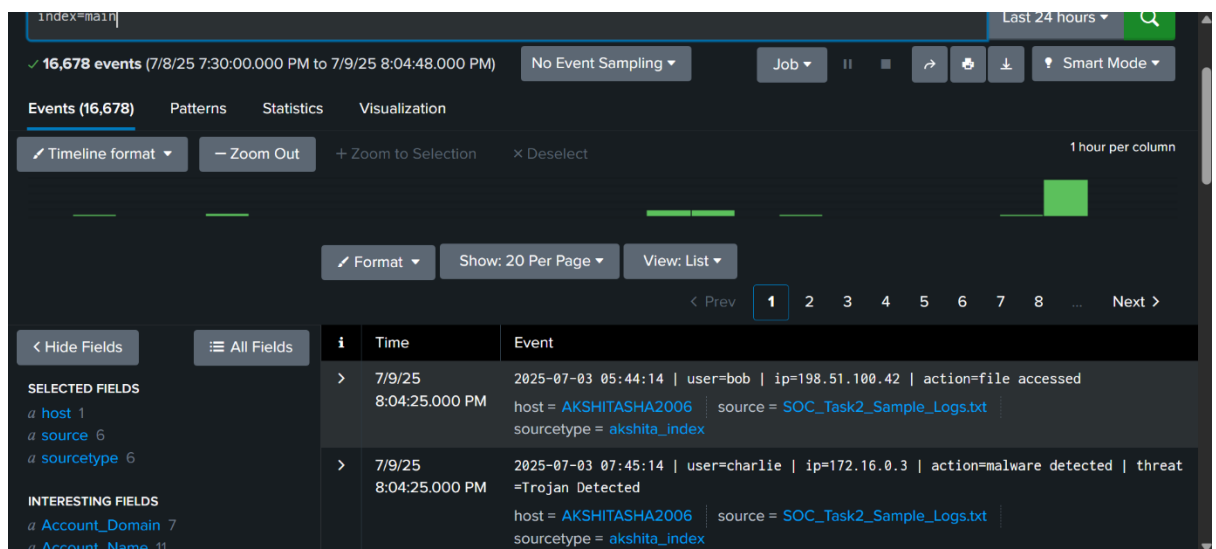 index=main
Last 24 hours
✓ 16,678 events (7/8/25 7:30:00.000 PM to 7/9/25 8:04:48.000 PM)
No Event Sampling
Job
Smart Mode
Events (16,678)
Patterns
Statistics
Visualization
Timeline format
— Zoom Out
+ Zoom to Selection
× Deselect
1 hour per column
Format
Show: 20 Per Page
View: List
< Prev 1 2 3 4 5 6 7 8 ... Next >
< Hide Fields
All Fields
i Time Event
SELECTED FIELDS
a host 1
a source 6
a sourcetype 6
INTERESTING FIELDS
a Account_Domain 7
a Account_Name 11
> 7/9/25
8:04:25.000 PM
2025-07-03 05:44:14 | user=bob | ip=198.51.100.42 | action=file accessed
host = AKSHITASHA2006 source = SOC_Task2_Sample_Logs.txt
sourcetype = akshita_index
> 7/9/25
8:04:25.000 PM
2025-07-03 07:45:14 | user=charlie | ip=172.16.0.3 | action=malware detected | threat
=Trojan Detected
host = AKSHITASHA2006 source = SOC_Task2_Sample_Logs.txt
sourcetype = akshita_index